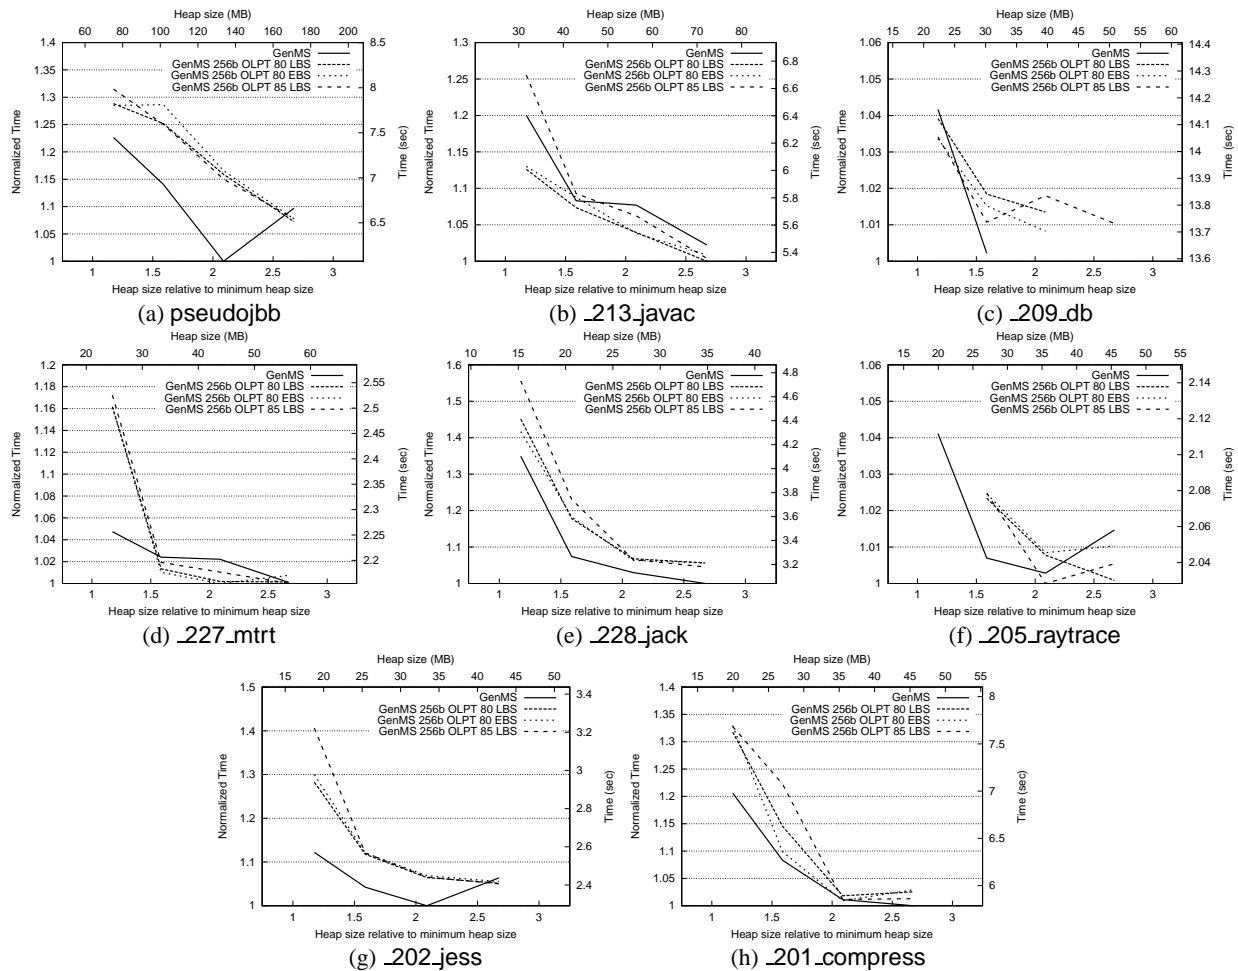 Heap size (MB)
60 80 100 120 140 160 180 200
1.4
1.35
1.3
1.25
1.2
1.15
1.1
1.05
1
Normalized Time
GenMS
GenMS 256b OLPT 80 LBS
GenMS 256b OLPT 80 EBS
GenMS 256b OLPT 85 LBS
8.5
8
7.5
7
6.5
Time (sec)
1 1.5 2 2.5 3
Heap size relative to minimum heap size
(a) pseudojbb
Heap size (MB)
20 30 40 50 60 70 80
1.3
1.25
1.2
1.15
1.1
1.05
1
Normalized Time
GenMS
GenMS 256b OLPT 80 LBS
GenMS 256b OLPT 80 EBS
GenMS 256b OLPT 85 LBS
6.8
6.4
6
5.8
5.6
5.4
Time (sec)
1 1.5 2 2.5 3
Heap size relative to minimum heap size
(b) _213_javac
Heap size (MB)
15 20 25 30 35 40 45 50 55 60
1.06
1.05
1.04
1.03
1.02
1.01
1
Normalized Time
GenMS
GenMS 256b OLPT 80 LBS
GenMS 256b OLPT 80 EBS
GenMS 256b OLPT 85 LBS
14.4
14.3
14.2
14.1
14
13.9
13.8
13.7
13.6
Time (sec)
1 1.5 2 2.5 3
Heap size relative to minimum heap size
(c) _209_db
Heap size (MB)
20 30 40 50 60
1.2
1.18
1.16
1.14
1.12
1.1
1.08
1.06
1.04
1.02
1
Normalized Time
GenMS
GenMS 256b OLPT 80 LBS
GenMS 256b OLPT 80 EBS
GenMS 256b OLPT 85 LBS
2.55
2.5
2.45
2.4
2.35
2.3
2.25
2.2
Time (sec)
1 1.5 2 2.5 3
Heap size relative to minimum heap size
(d) _227_mtrt
Heap size (MB)
10 15 20 25 30 35 40
1.6
1.5
1.4
1.3
1.2
1.1
1
Normalized Time
GenMS
GenMS 256b OLPT 80 LBS
GenMS 256b OLPT 80 EBS
GenMS 256b OLPT 85 LBS
4.8
4.6
4.4
4.2
4
3.8
3.6
3.4
3.2
Time (sec)
1 1.5 2 2.5 3
Heap size relative to minimum heap size
(e) _228_jack
Heap size (MB)
15 20 25 30 35 40 45 50 55
1.06
1.05
1.04
1.03
1.02
1.01
1
Normalized Time
GenMS
GenMS 256b OLPT 80 LBS
GenMS 256b OLPT 80 EBS
GenMS 256b OLPT 85 LBS
2.14
2.12
2.1
2.08
2.06
2.04
Time (sec)
1 1.5 2 2.5 3
Heap size relative to minimum heap size
(f) _205_raytrace
Heap size (MB)
15 20 25 30 35 40 45 50
1.5
1.4
1.3
1.2
1.1
1
Normalized Time
GenMS
GenMS 256b OLPT 80 LBS
GenMS 256b OLPT 80 EBS
GenMS 256b OLPT 85 LBS
3.4
3.2
3
2.8
2.6
2.4
Time (sec)
1 1.5 2 2.5 3
Heap size relative to minimum heap size
(g) _202_jess
Heap size (MB)
15 20 25 30 35 40 45 50 55
1.4
1.35
1.3
1.25
1.2
1.15
1.1
1.05
1
Normalized Time
GenMS
GenMS 256b OLPT 80 LBS
GenMS 256b OLPT 80 EBS
GenMS 256b OLPT 85 LBS
8
7.5
7
6.5
6
Time (sec)
1 1.5 2 2.5 3
Heap size relative to minimum heap size
(h) _201_compress